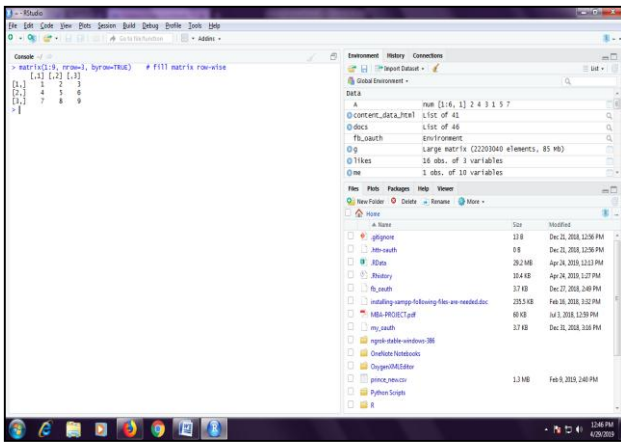 - RStudio
File Edit Code View Plots Session Build Debug Profile Tools Help
Go to file/function Addins
Console
> matrix(1:9, nrow=3, byrow=TRUE) # fill matrix row-wise
[,1] [,2] [,3]
[1,] 1 2 3
[2,] 4 5 6
[3,] 7 8 9
>
Environment History Connections
Import Dataset List
Global Environment
Data
A num [1:6, 1] 2 4 3 1 5 7
content_data_html List of 41
docs List of 46
fb_oauth Environment
g Large matrix (22203040 elements, 85 Mb)
likes 16 obs. of 3 variables
me 1 obs. of 10 variables
Files Plots Packages Help Viewer
New Folder Delete Rename More
Home
Name Size Modified
.gitignore 13 B Dec 21, 2018, 12:56 PM
.httr-oauth 0 B Dec 21, 2018, 12:56 PM
.RData 29.2 MB Apr 24, 2019, 12:13 PM
.Rhistory 10.4 KB Apr 24, 2019, 1:27 PM
fb_oauth 3.7 KB Dec 27, 2018, 2:49 PM
installing-xampp-following-files-are-needed.doc 235.5 KB Feb 16, 2018, 3:32 PM
MBA-PROJECT.pdf 60 KB Jul 3, 2018, 12:59 PM
my_oauth 3.7 KB Dec 31, 2018, 3:16 PM
ngrok-stable-windows-386
OneNote Notebooks
OxygenXMLEditor
prince_new.csv 1.3 MB Feb 9, 2019, 2:40 PM
Python Scripts
R
12:46 PM
4/29/2019